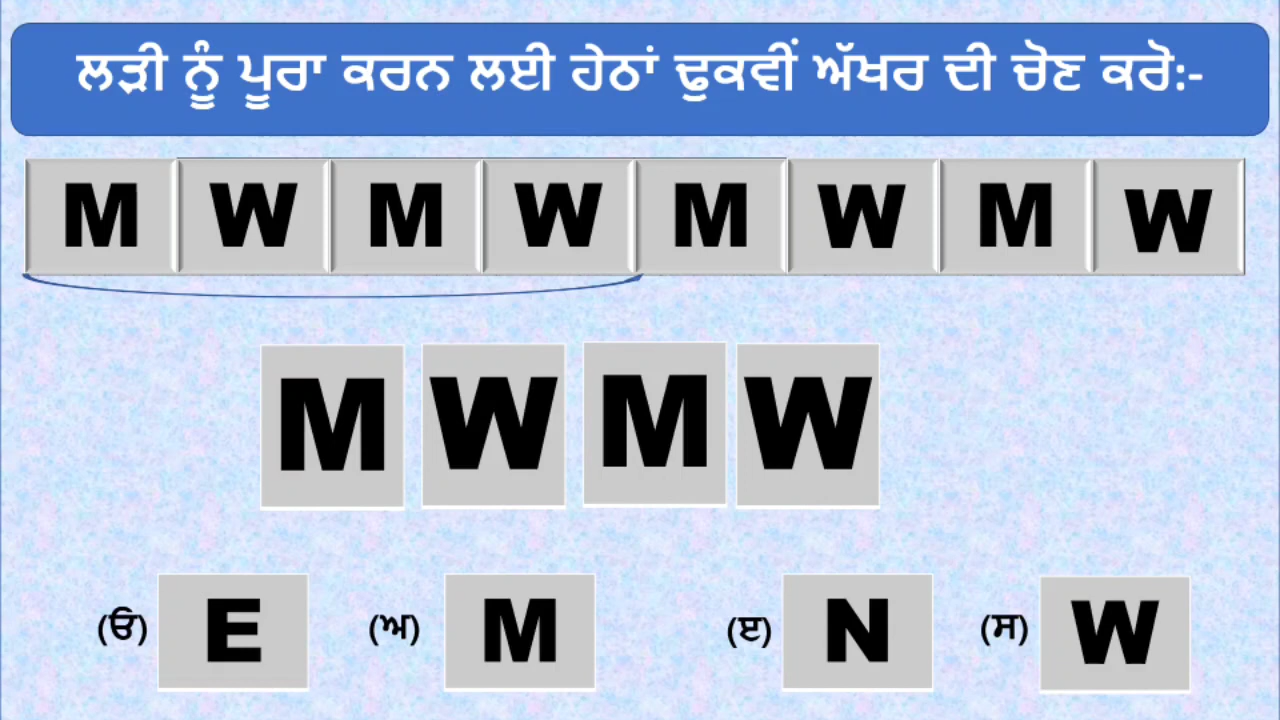 ਲੜੀ ਨੂੰ ਪੂਰਾ ਕਰਨ ਲਈ ਹੇਠਾਂ ਢੁਕਵੀਂ ਅੱਖਰ ਦੀ ਚੋਣ ਕਰੋ:-
M W M W M W M W
M W M W
(ੳ) E (ਅ) M (ੲ) N (ਸ) W